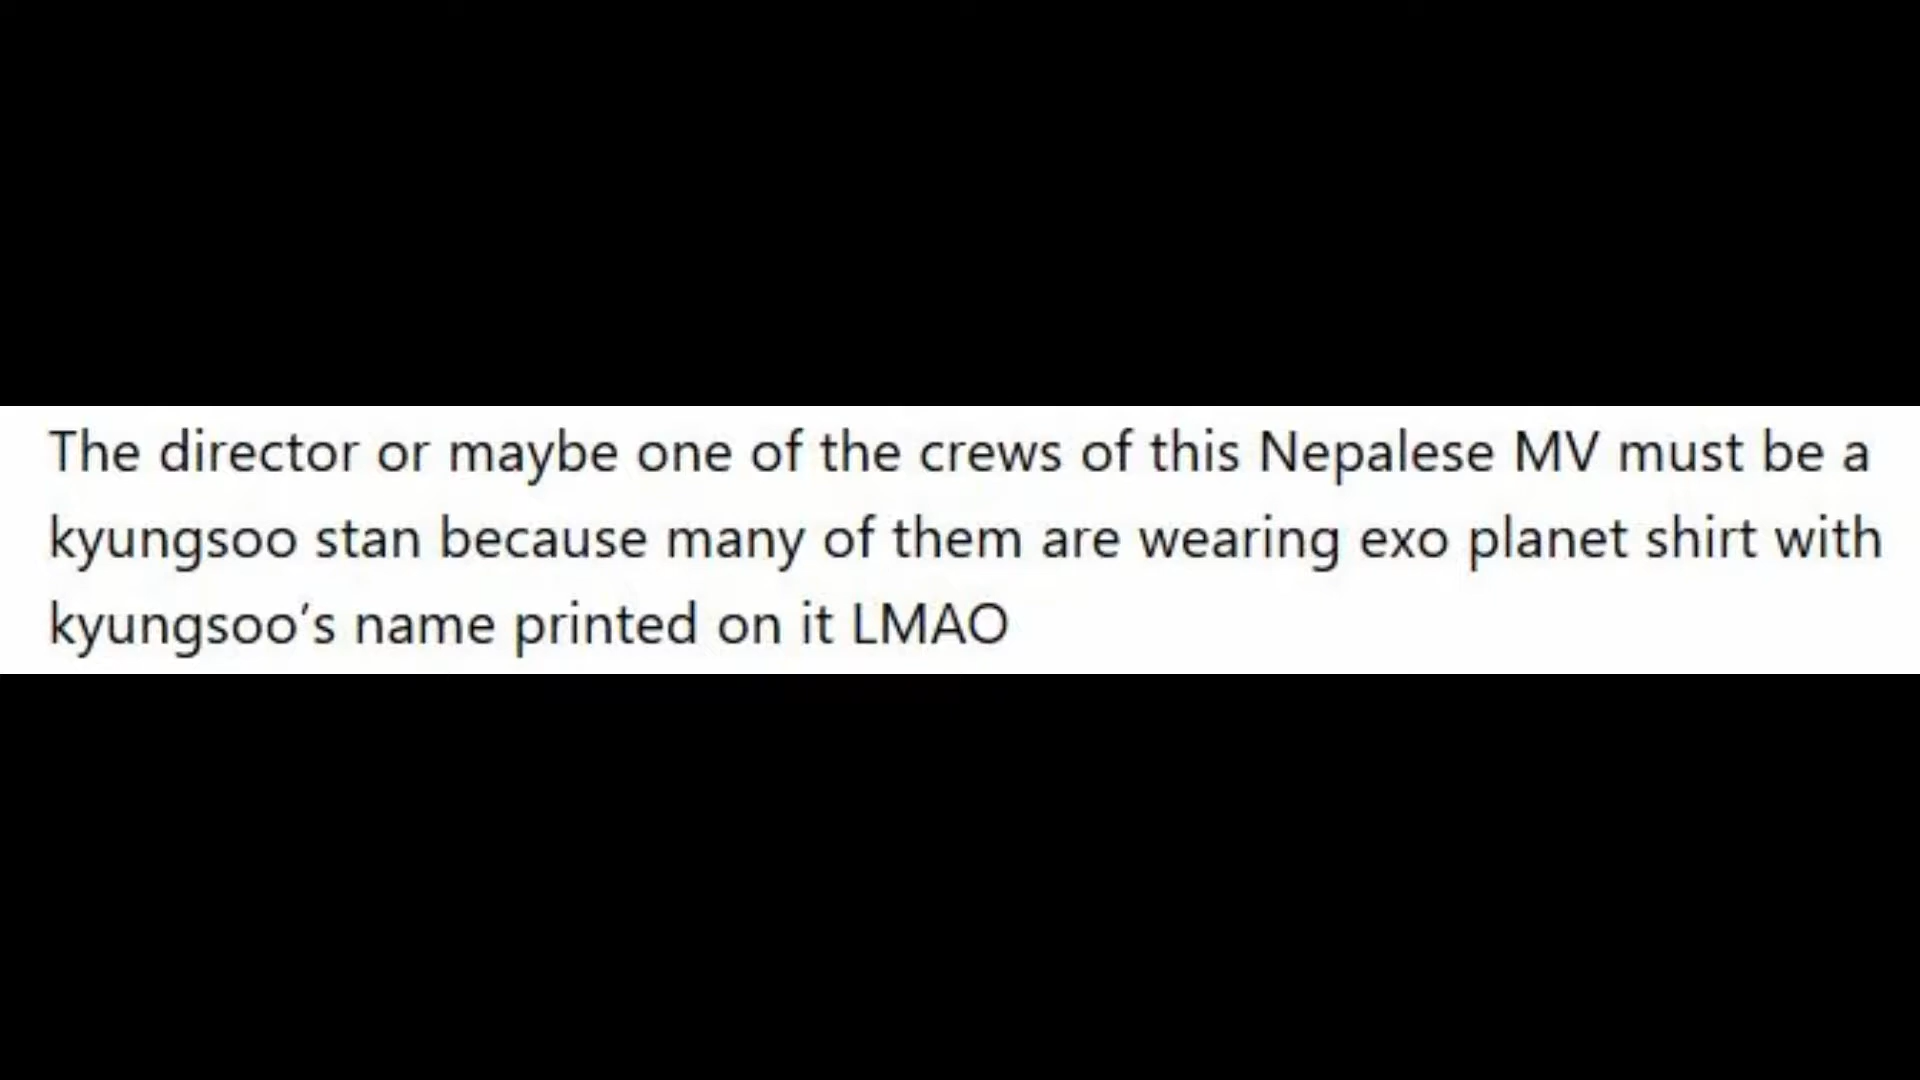 The director or maybe one of the crews of this Nepalese MV must be a
kyungsoo stan because many of them are wearing exo planet shirt with
kyungsoo’s name printed on it LMAO